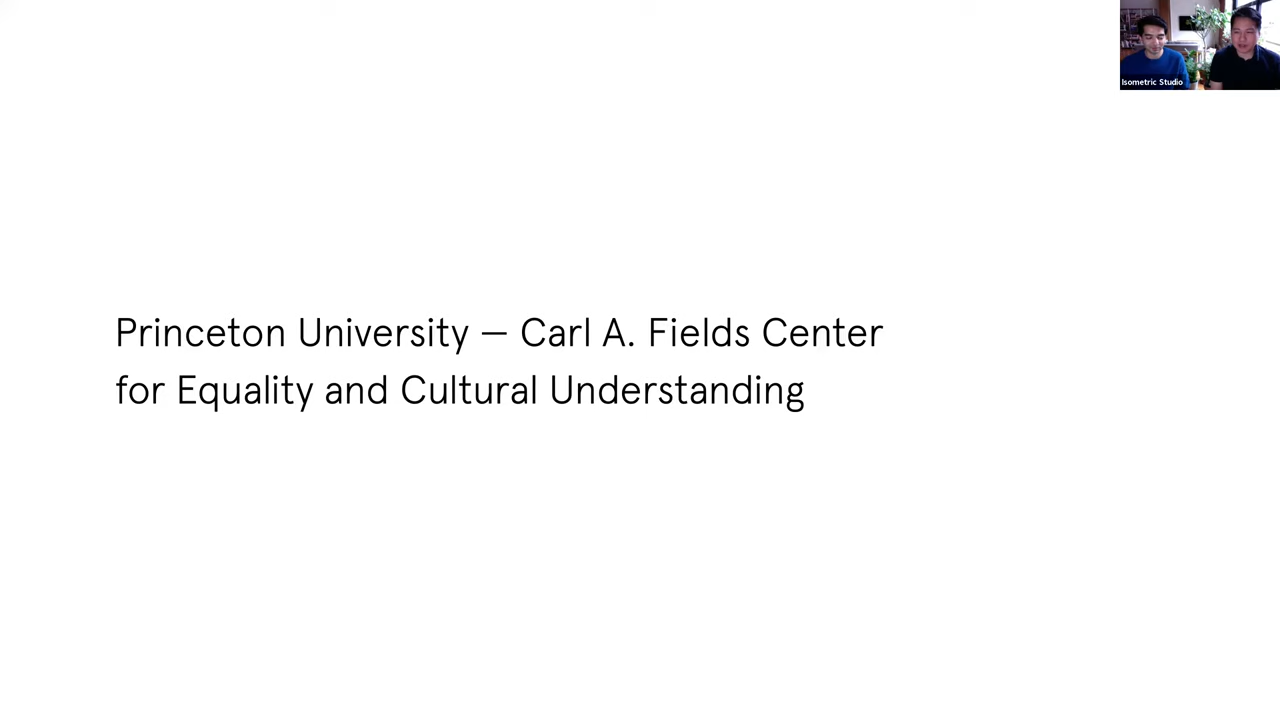 Isometric Studio
Princeton University — Carl A. Fields Center
for Equality and Cultural Understanding